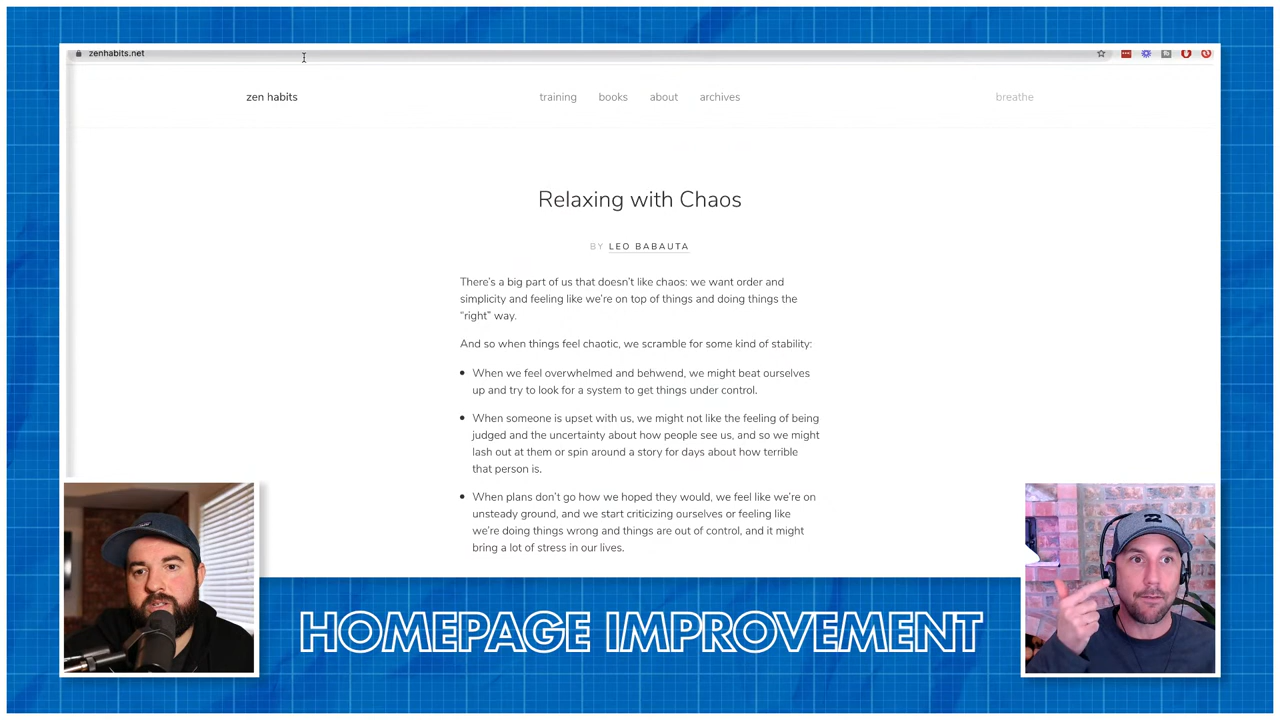 zenhabits.net
zen habits
training books about archives
breathe
Relaxing with Chaos
BY LEO BABAUTA
There's a big part of us that doesn't like chaos: we want order and
simplicity and feeling like we're on top of things and doing things the
“right” way.
And so when things feel chaotic, we scramble for some kind of stability:
• When we feel overwhelmed and behwend, we might beat ourselves
up and try to look for a system to get things under control.
• When someone is upset with us, we might not like the feeling of being
judged and the uncertainty about how people see us, and so we might
lash out at them or spin around a story for days about how terrible
that person is.
• When plans don't go how we hoped they would, we feel like we're on
unsteady ground, and we start criticizing ourselves or feeling like
we're doing things wrong and things are out of control, and it might
bring a lot of stress in our lives.
HOMEPAGE IMPROVEMENT